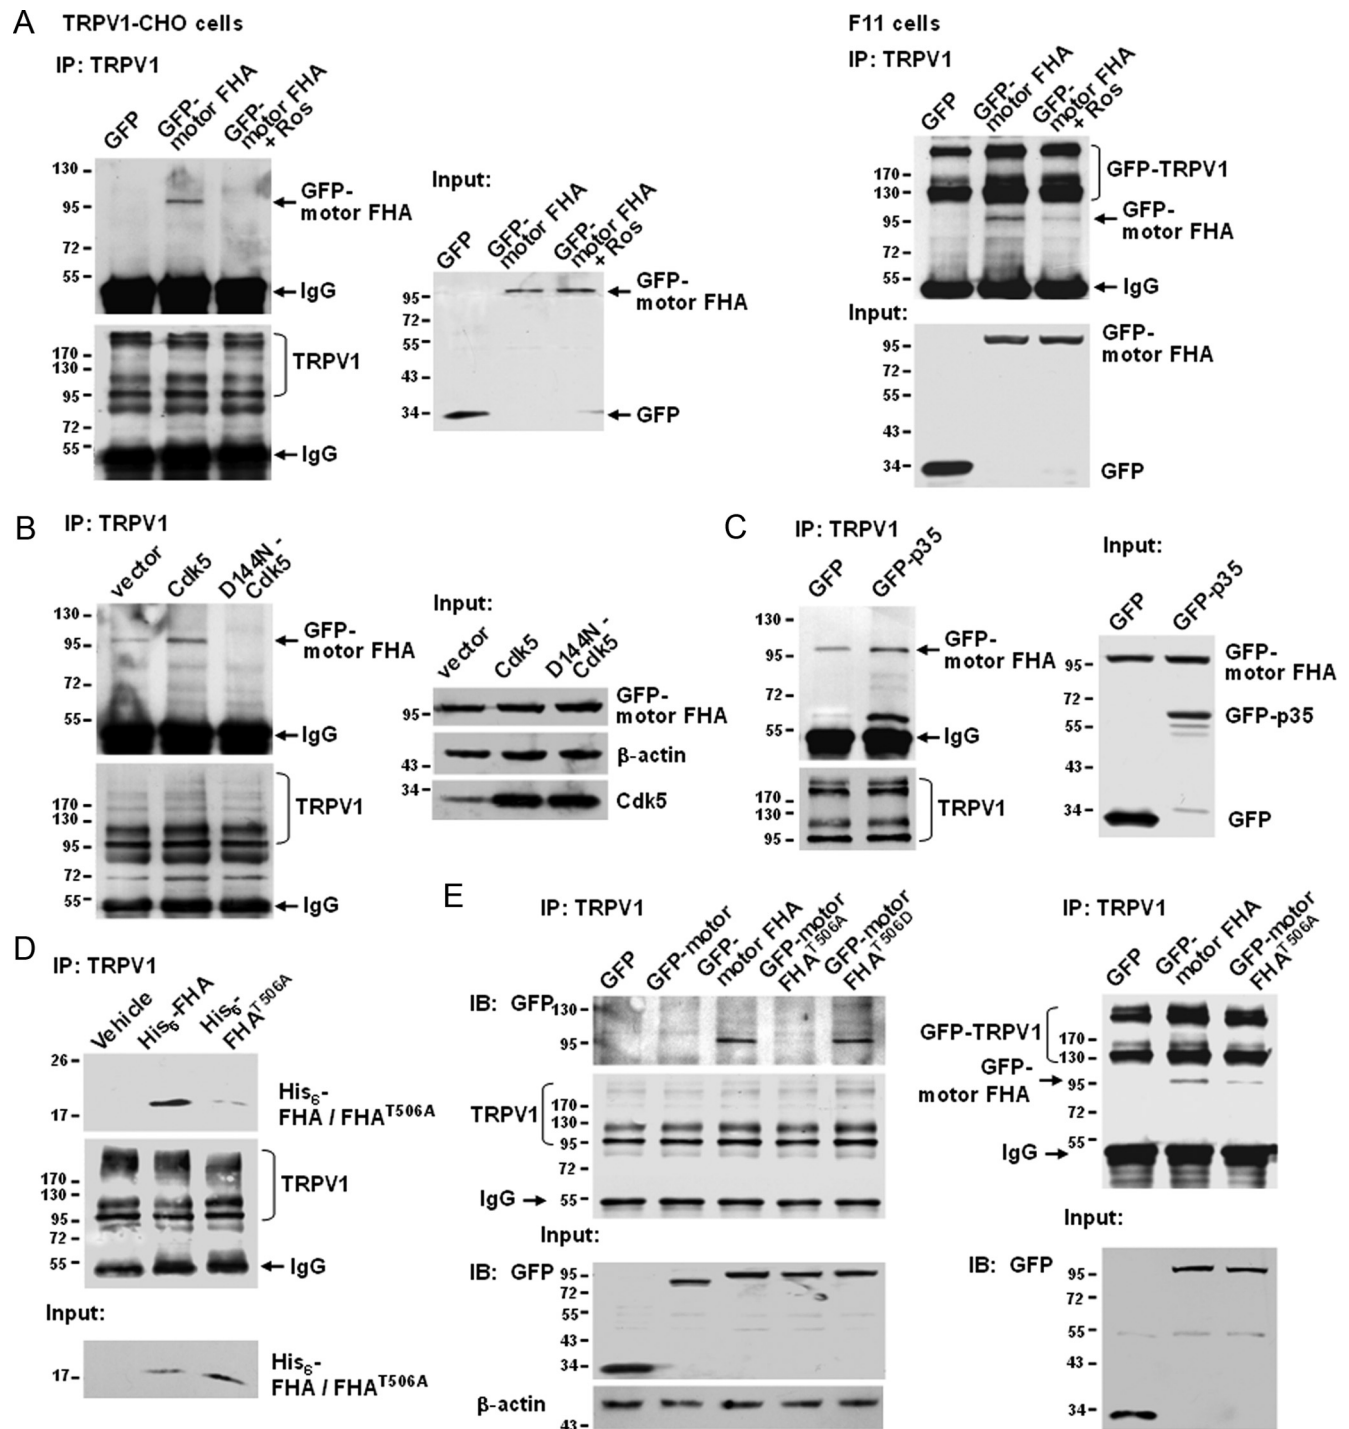 A
TRPV1-CHO cells
IP: TRPV1
GFP
GFP-
motor FHA
GFP-
motor FHA
+ Ros
130
95
72
55
GFP-
motor FHA
IgG
170
130
95
72
55
TRPV1
IgG
Input:
GFP
GFP-
motor FHA
GFP-
motor FHA
+ Ros
95
72
55
43
34
GFP-
motor FHA
GFP
F11 cells
IP: TRPV1
GFP
GFP-
motor FHA
GFP-
motor FHA
+ Ros
170
130
95
72
55
GFP-TRPV1
GFP-
motor FHA
IgG
Input:
95
72
55
43
34
GFP-
motor FHA
GFP
B
IP: TRPV1
vector
Cdk5
D144N -
Cdk5
130
95
72
55
GFP-
motor FHA
IgG
170
130
95
72
55
TRPV1
IgG
Input:
vector
Cdk5
D144N -
Cdk5
95
43
34
GFP-
motor FHA
β-actin
Cdk5
C
IP: TRPV1
GFP
GFP-p35
130
95
72
55
GFP-
motor FHA
IgG
170
130
95
TRPV1
Input:
GFP
GFP-p35
95
72
55
43
34
GFP-
motor FHA
GFP-p35
GFP
D
IP: TRPV1
Vehicle
His6-FHA
His6-
FHAT506A
26
17
His6-
FHA / FHAT506A
170
130
95
72
55
TRPV1
IgG
Input:
17
His6-
FHA / FHAT506A
E
IP: TRPV1
GFP
GFP-motor
GFP-
motor FHA
GFP-motor
FHAT506A
GFP-motor
FHAT506D
IB: GFP
130
95
TRPV1
170
130
95
72
IgG
55
Input:
IB: GFP
95
72
55
43
34
β-actin
43
IP: TRPV1
GFP
GFP-
motor FHA
GFP-motor
FHAT506A
GFP-TRPV1
170
130
GFP-
motor FHA
95
72
55
IgG
Input:
IB: GFP
95
72
55
43
34